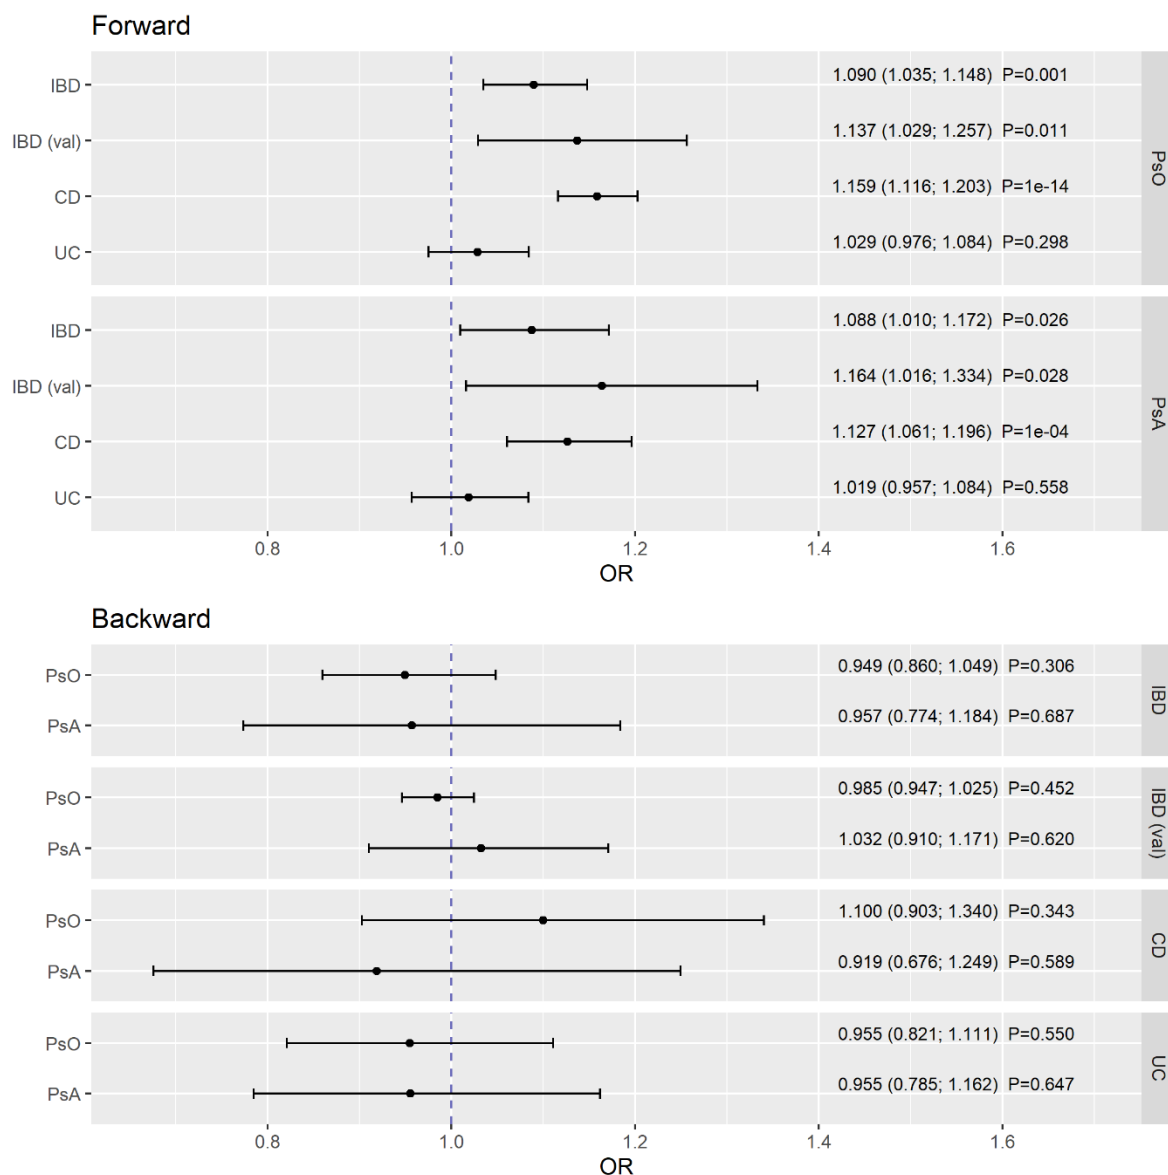 Forward
IBD 1.090 (1.035; 1.148) P=0.001
IBD (val) 1.137 (1.029; 1.257) P=0.011
CD 1.159 (1.116; 1.203) P=1e-14
UC 1.029 (0.976; 1.084) P=0.298
PsO
IBD 1.088 (1.010; 1.172) P=0.026
IBD (val) 1.164 (1.016; 1.334) P=0.028
CD 1.127 (1.061; 1.196) P=1e-04
UC 1.019 (0.957; 1.084) P=0.558
PsA
0.8 1.0 1.2 1.4 1.6
OR
Backward
PsO 0.949 (0.860; 1.049) P=0.306
PsA 0.957 (0.774; 1.184) P=0.687
IBD
PsO 0.985 (0.947; 1.025) P=0.452
PsA 1.032 (0.910; 1.171) P=0.620
IBD (val)
PsO 1.100 (0.903; 1.340) P=0.343
PsA 0.919 (0.676; 1.249) P=0.589
CD
PsO 0.955 (0.821; 1.111) P=0.550
PsA 0.955 (0.785; 1.162) P=0.647
UC
0.8 1.0 1.2 1.4 1.6
OR